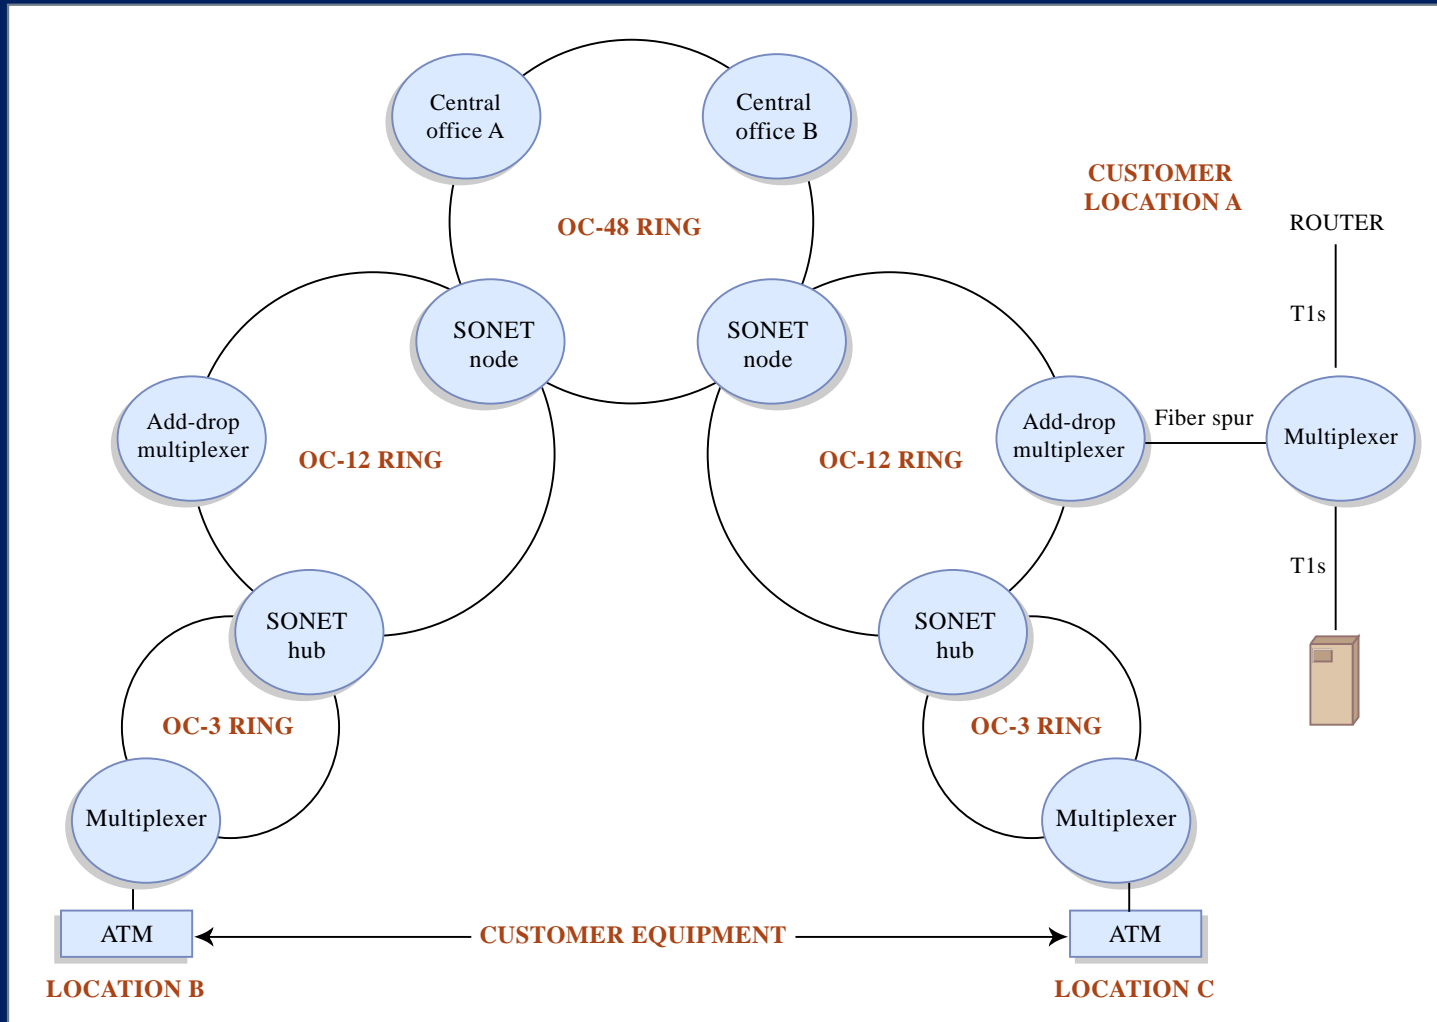 Central
office A
Central
office B
CUSTOMER
LOCATION A
OC-48 RING
ROUTER
T1s
SONET
node
SONET
node
Add-drop
multiplexer
OC-12 RING
OC-12 RING
Add-drop
multiplexer
Fiber spur
Multiplexer
T1s
SONET
hub
SONET
hub
OC-3 RING
OC-3 RING
Multiplexer
Multiplexer
ATM
CUSTOMER EQUIPMENT
ATM
LOCATION B
LOCATION C